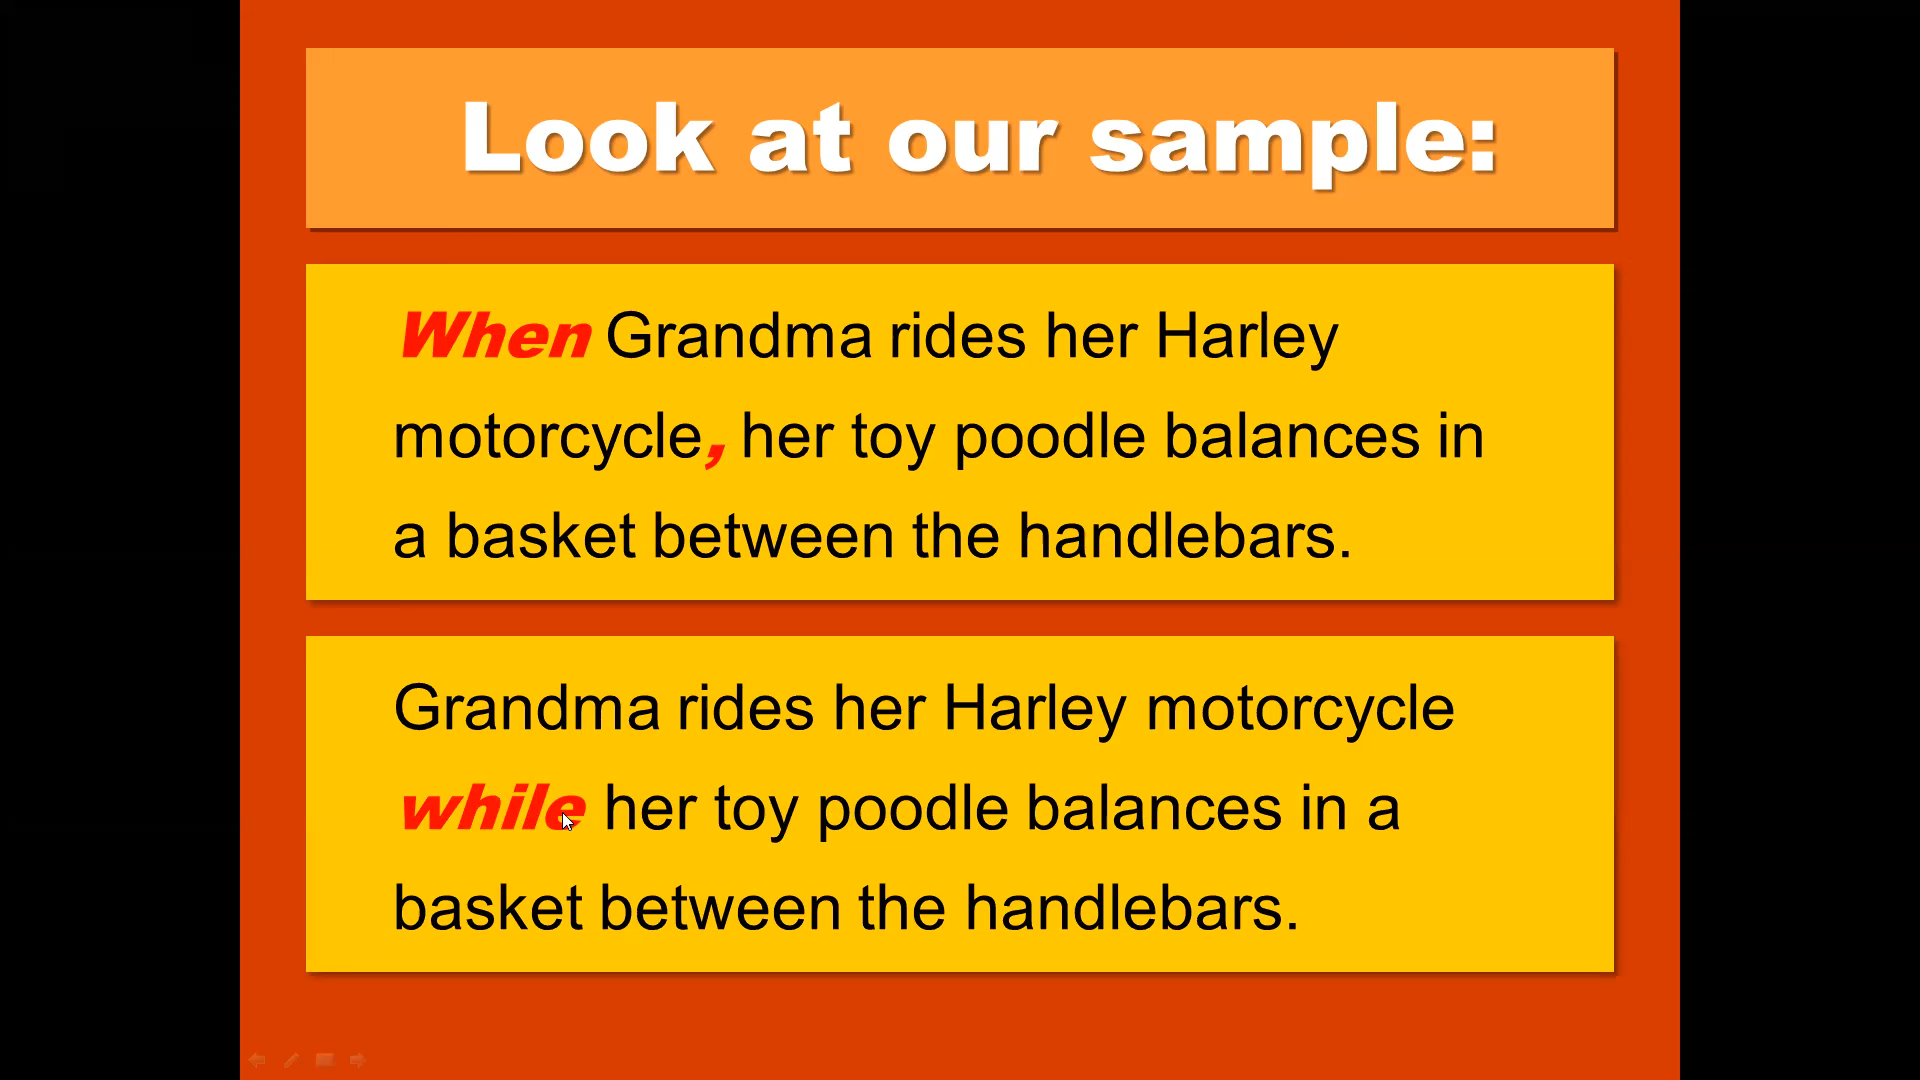 Look at our sample:
When Grandma rides her Harley
motorcycle, her toy poodle balances in
a basket between the handlebars.
Grandma rides her Harley motorcycle
while her toy poodle balances in a
basket between the handlebars.